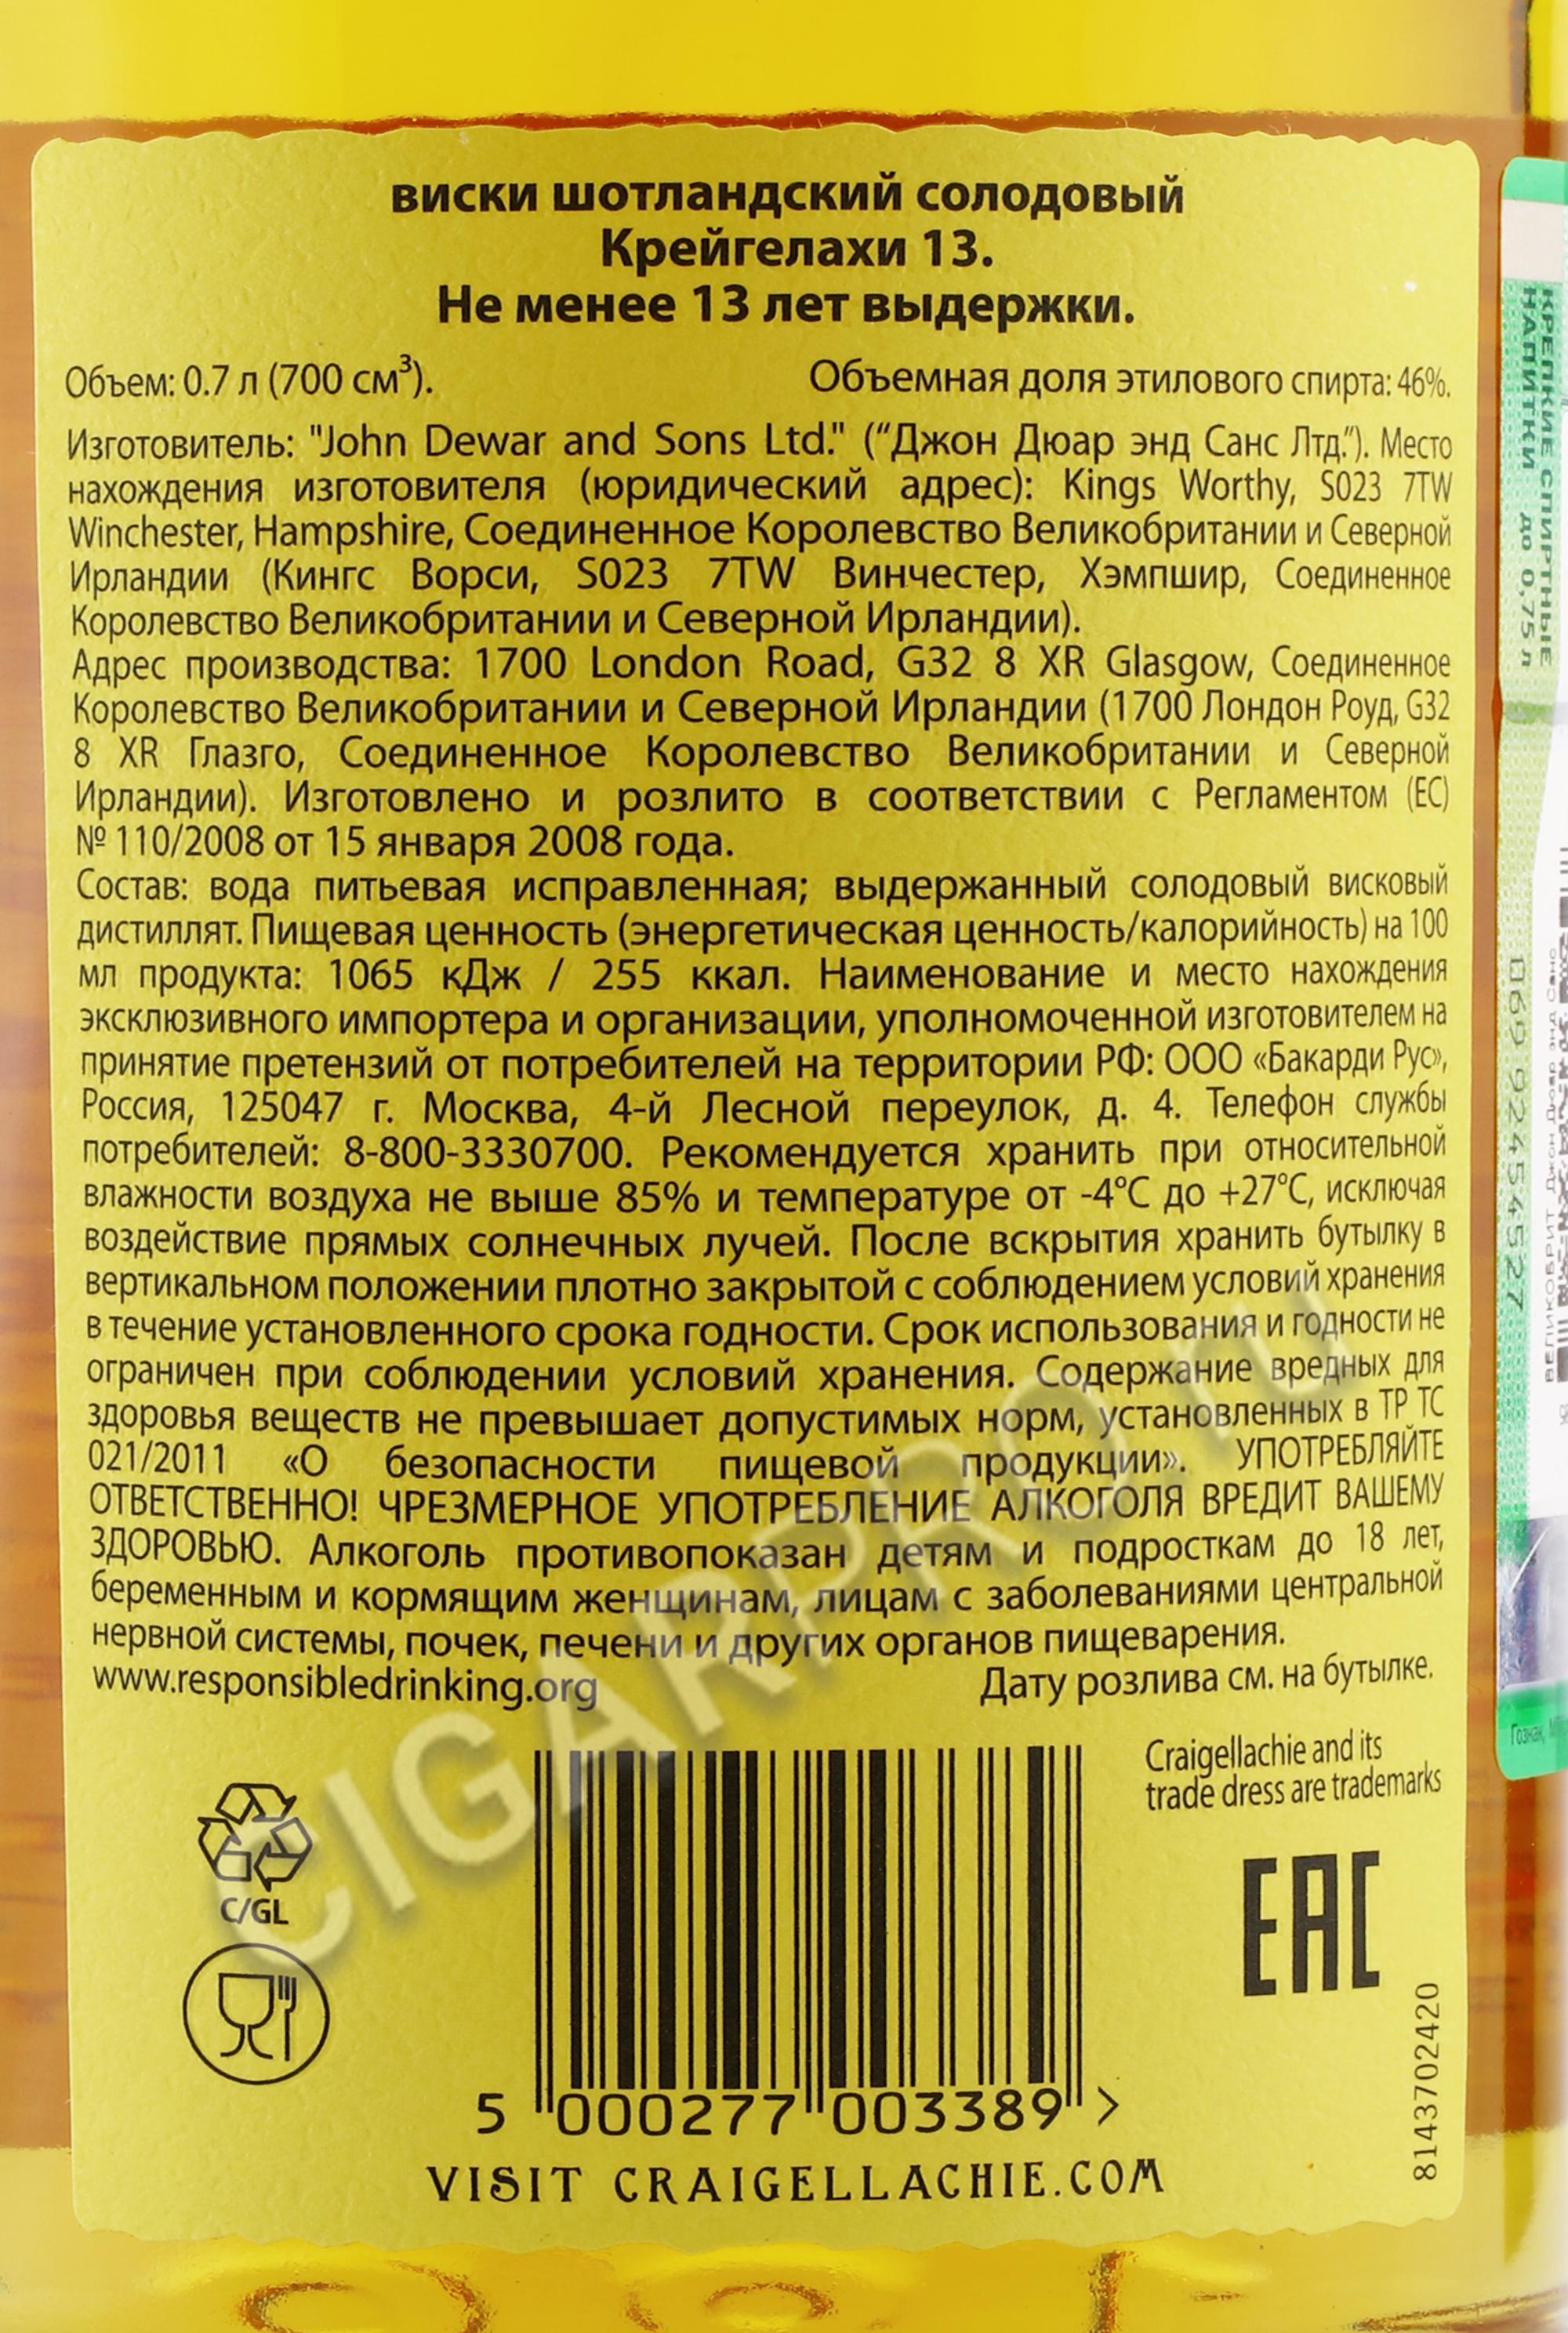 виски шотландский солодовый
Крейгелахи 13.
Не менее 13 лет выдержки.
Объем: 0.7 л (700 см³). Объемная доля этилового спирта: 46%.
Изготовитель: "John Dewar and Sons Ltd." (“Джон Дюар энд Санс Лтд.”). Место
нахождения изготовителя (юридический адрес): Kings Worthy, S023 7TW
Winchester, Hampshire, Соединенное Королевство Великобритании и Северной
Ирландии (Кингс Ворси, S023 7TW Винчестер, Хэмпшир, Соединенное
Королевство Великобритании и Северной Ирландии).
Адрес производства: 1700 London Road, G32 8 XR Glasgow, Соединенное
Королевство Великобритании и Северной Ирландии (1700 Лондон Роуд, G32
8 XR Глазго, Соединенное Королевство Великобритании и Северной
Ирландии). Изготовлено и розлито в соответствии с Регламентом (ЕС)
№ 110/2008 от 15 января 2008 года.
Состав: вода питьевая исправленная; выдержанный солодовый висковый
дистиллят. Пищевая ценность (энергетическая ценность/калорийность) на 100
мл продукта: 1065 кДж / 255 ккал. Наименование и место нахождения
эксклюзивного импортера и организации, уполномоченной изготовителем на
принятие претензий от потребителей на территории РФ: ООО «Бакарди Рус»,
Россия, 125047 г. Москва, 4-й Лесной переулок, д. 4. Телефон службы
потребителей: 8-800-3330700. Рекомендуется хранить при относительной
влажности воздуха не выше 85% и температуре от -4°С до +27°С, исключая
воздействие прямых солнечных лучей. После вскрытия хранить бутылку в
вертикальном положении плотно закрытой с соблюдением условий хранения
в течение установленного срока годности. Срок использования и годности не
ограничен при соблюдении условий хранения. Содержание вредных для
здоровья веществ не превышает допустимых норм, установленных в ТР ТС
021/2011 «О безопасности пищевой продукции». УПОТРЕБЛЯЙТЕ
ОТВЕТСТВЕННО! ЧРЕЗМЕРНОЕ УПОТРЕБЛЕНИЕ АЛКОГОЛЯ ВРЕДИТ ВАШЕМУ
ЗДОРОВЬЮ. Алкоголь противопоказан детям и подросткам до 18 лет,
беременным и кормящим женщинам, лицам с заболеваниями центральной
нервной системы, почек, печени и других органов пищеварения.
www.responsibledrinking.org Дату розлива см. на бутылке.
Craigellachie and its
trade dress are trademarks
C/GL
EAC
8143702420
5 000277 003389 >
VISIT CRAIGELLACHIE.COM
CIGARPRO.ru
КРЕПКИЕ СПИРТНЫЕ
НАПИТКИ до 0,75 л
069 92454527
Гознак,